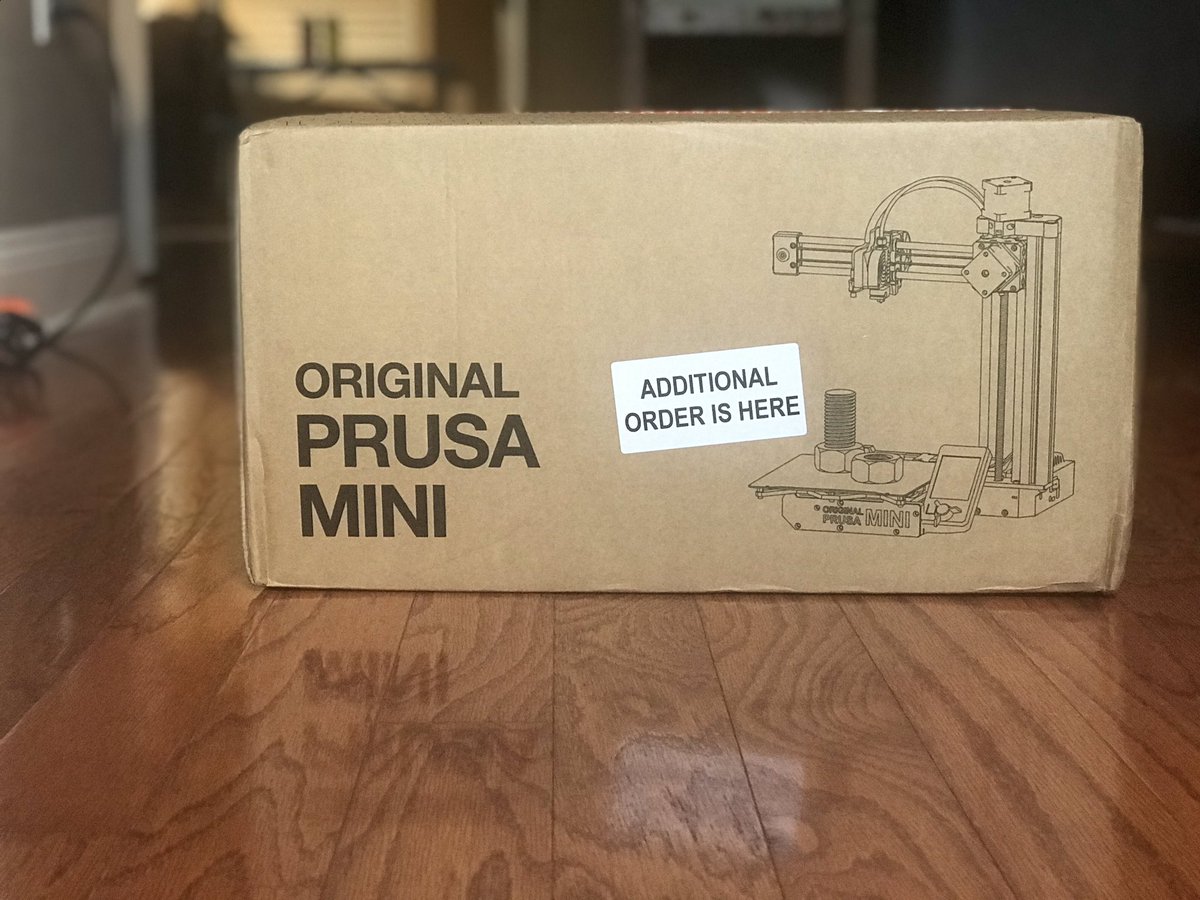 ORIGINAL
PRUSA
MINI
ADDITIONAL
ORDER IS HERE
ORIGINAL
PRUSA MINI